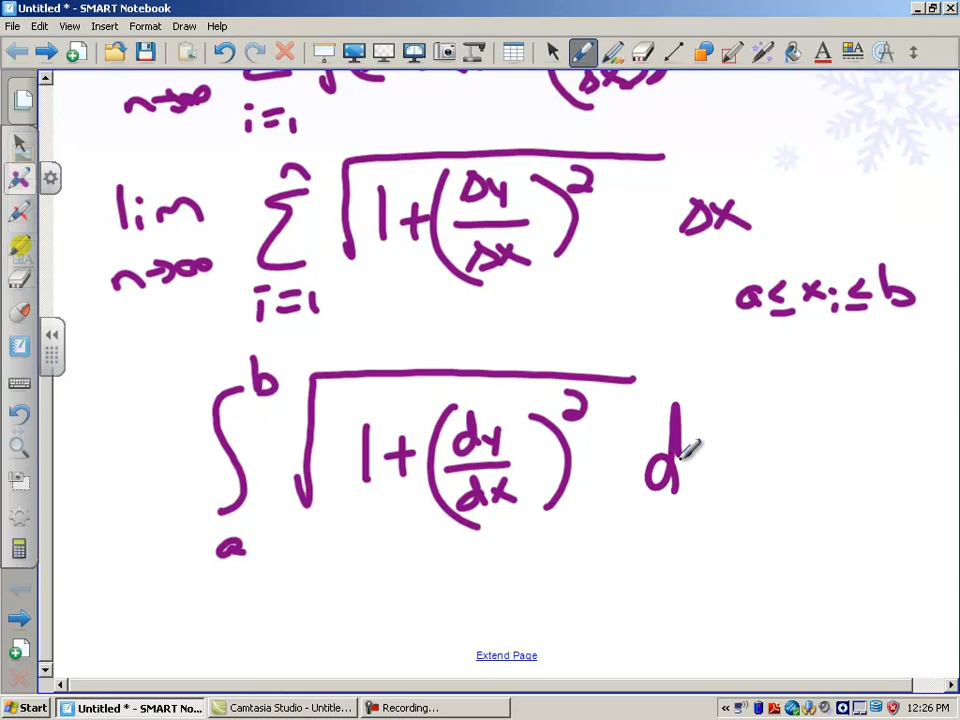 Untitled * - SMART Notebook
File Edit View Insert Format Draw Help
n→∞ i=1
lim n→∞ n Σ i=1 √1+(Δy/Δx)² Δx
a≤xᵢ≤b
∫ₐᵇ √1+(dy/dx)² d
Extend Page
Start Untitled * - SMART No... Camtasia Studio - Untitle... Recording... « 12:26 PM